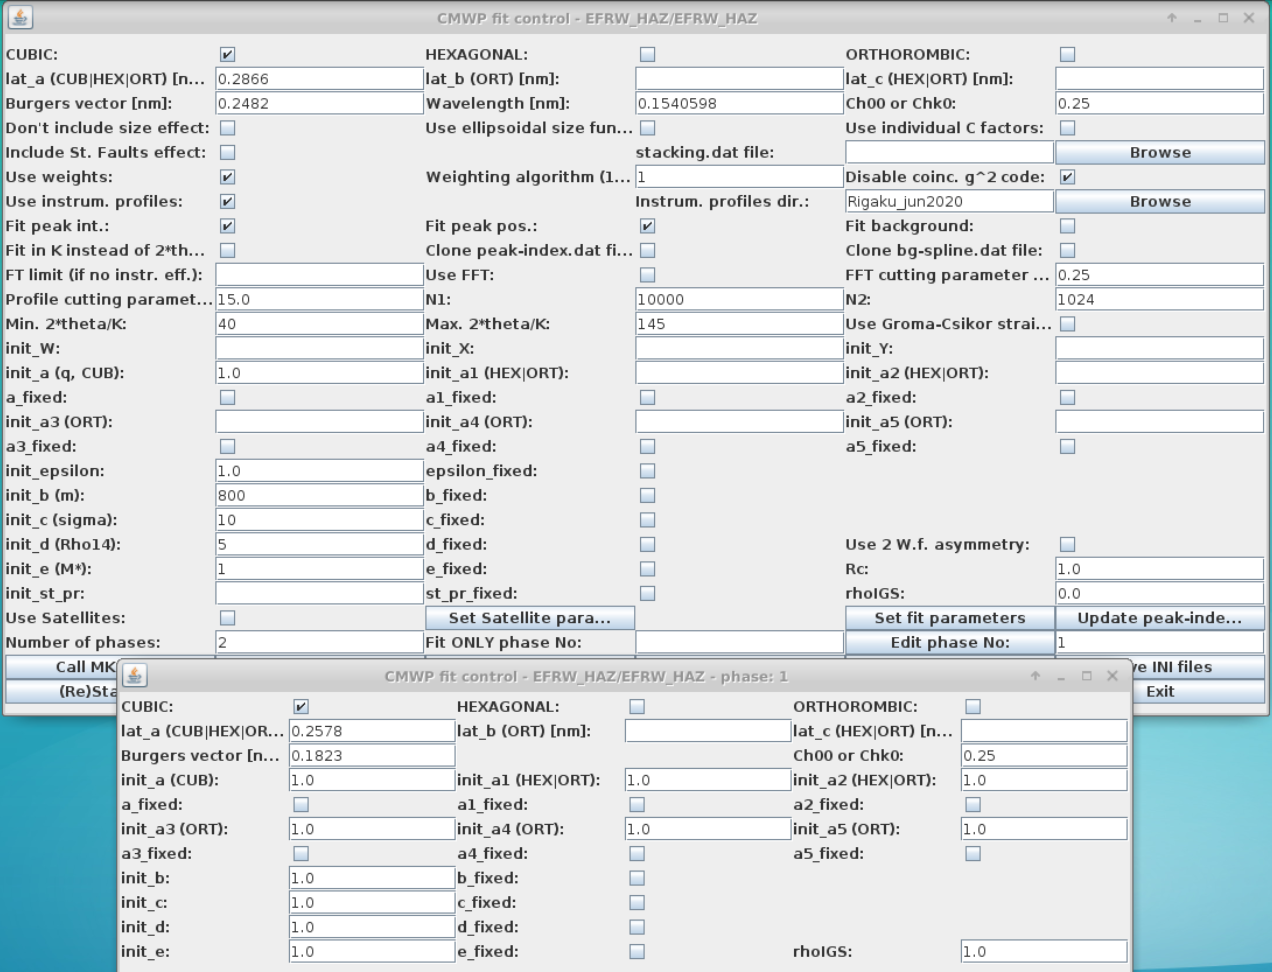 CMWP fit control - EFRW_HAZ/EFRW_HAZ
CUBIC: HEXAGONAL: ORTHOROMBIC:
lat_a (CUB|HEX|ORT) [n... 0.2866 lat_b (ORT) [nm]: lat_c (HEX|ORT) [nm]:
Burgers vector [nm]: 0.2482 Wavelength [nm]: 0.1540598 Ch00 or Chk0: 0.25
Don't include size effect: Use ellipsoidal size fun... Use individual C factors:
Include St. Faults effect: stacking.dat file: Browse
Use weights: Weighting algorithm (1... 1 Disable coinc. g^2 code:
Use instrum. profiles: Instrum. profiles dir.: Rigaku_jun2020 Browse
Fit peak int.: Fit peak pos.: Fit background:
Fit in K instead of 2*th... Clone peak-index.dat fi... Clone bg-spline.dat file:
FT limit (if no instr. eff.): Use FFT: FFT cutting parameter ... 0.25
Profile cutting paramet... 15.0 N1: 10000 N2: 1024
Min. 2*theta/K: 40 Max. 2*theta/K: 145 Use Groma-Csikor strai...
init_W: init_X: init_Y:
init_a (q, CUB): 1.0 init_a1 (HEX|ORT): init_a2 (HEX|ORT):
a_fixed: a1_fixed: a2_fixed:
init_a3 (ORT): init_a4 (ORT): init_a5 (ORT):
a3_fixed: a4_fixed: a5_fixed:
init_epsilon: 1.0 epsilon_fixed:
init_b (m): 800 b_fixed:
init_c (sigma): 10 c_fixed:
init_d (Rho14): 5 d_fixed: Use 2 W.f. asymmetry:
init_e (M*): 1 e_fixed: Rc: 1.0
init_st_pr: st_pr_fixed: rhoIGS: 0.0
Use Satellites: Set Satellite para... Set fit parameters Update peak-inde...
Number of phases: 2 Fit ONLY phase No: Edit phase No: 1
Call MK ve INI files
(Re)Sta Exit
CMWP fit control - EFRW_HAZ/EFRW_HAZ - phase: 1
CUBIC: HEXAGONAL: ORTHOROMBIC:
lat_a (CUB|HEX|OR... 0.2578 lat_b (ORT) [nm]: lat_c (HEX|ORT) [n...
Burgers vector [n... 0.1823 Ch00 or Chk0: 0.25
init_a (CUB): 1.0 init_a1 (HEX|ORT): 1.0 init_a2 (HEX|ORT): 1.0
a_fixed: a1_fixed: a2_fixed:
init_a3 (ORT): 1.0 init_a4 (ORT): 1.0 init_a5 (ORT): 1.0
a3_fixed: a4_fixed: a5_fixed:
init_b: 1.0 b_fixed:
init_c: 1.0 c_fixed:
init_d: 1.0 d_fixed:
init_e: 1.0 e_fixed: rhoIGS: 1.0